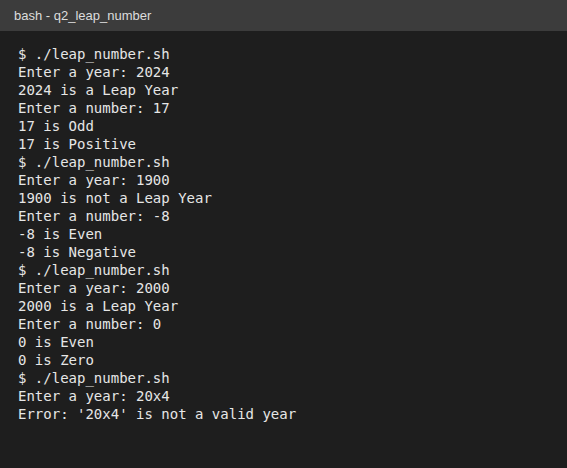 bash - q2_leap_number
$ ./leap_number.sh
Enter a year: 2024
2024 is a Leap Year
Enter a number: 17
17 is Odd
17 is Positive
$ ./leap_number.sh
Enter a year: 1900
1900 is not a Leap Year
Enter a number: -8
-8 is Even
-8 is Negative
$ ./leap_number.sh
Enter a year: 2000
2000 is a Leap Year
Enter a number: 0
0 is Even
0 is Zero
$ ./leap_number.sh
Enter a year: 20x4
Error: '20x4' is not a valid year